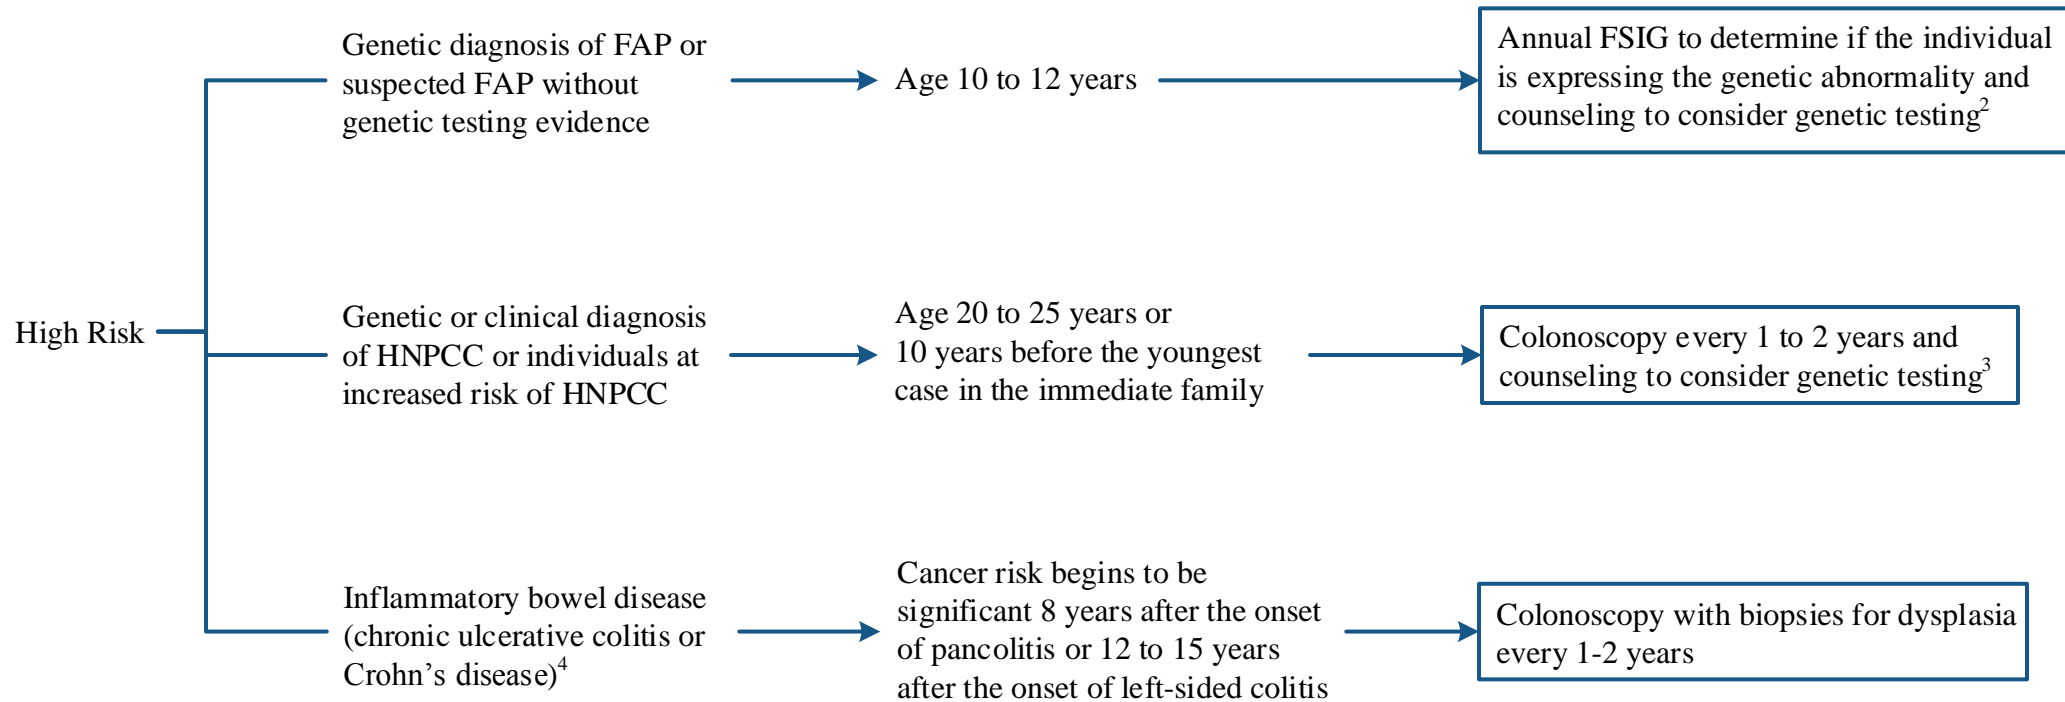 High Risk
Genetic diagnosis of FAP or
suspected FAP without
genetic testing evidence
Age 10 to 12 years
Annual FSIG to determine if the individual
is expressing the genetic abnormality and
counseling to consider genetic testing²
Genetic or clinical diagnosis
of HNPCC or individuals at
increased risk of HNPCC
Age 20 to 25 years or
10 years before the youngest
case in the immediate family
Colonoscopy every 1 to 2 years and
counseling to consider genetic testing³
Inflammatory bowel disease
(chronic ulcerative colitis or
Crohn’s disease)⁴
Cancer risk begins to be
significant 8 years after the onset
of pancolitis or 12 to 15 years
after the onset of left-sided colitis
Colonoscopy with biopsies for dysplasia
every 1-2 years